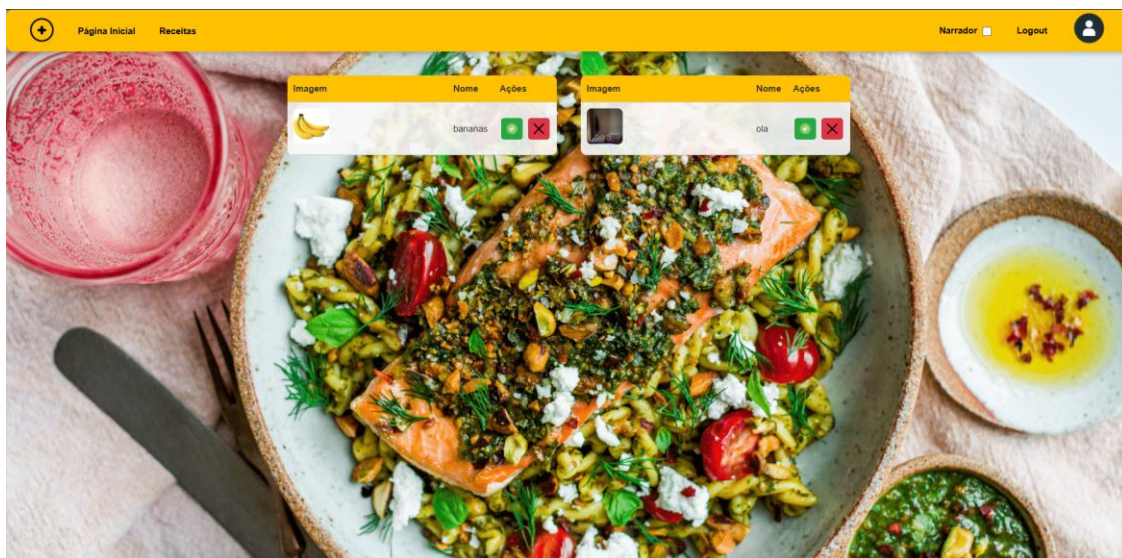 Página Inicial Receitas Narrador Logout
Imagem Nome Ações
bananas
Imagem Nome Ações
ola